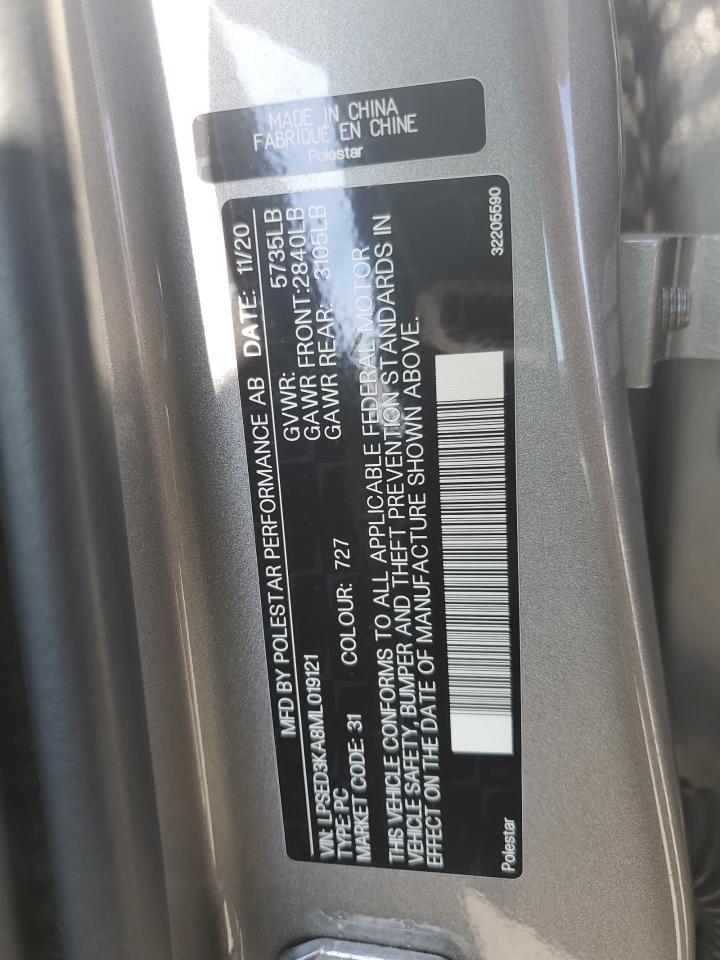 MADE IN CHINA
FABRIQUÉ EN CHINE
Polestar
MFD BY POLESTAR PERFORMANCE AB DATE: 11/20
VIN: LPSED3KA8ML019121
TYPE: PC
MARKET CODE: 31 COLOUR: 727
GVWR: 5735LB
GAWR FRONT: 2840LB
GAWR REAR: 3105LB
THIS VEHICLE CONFORMS TO ALL APPLICABLE FEDERAL MOTOR
VEHICLE SAFETY, BUMPER AND THEFT PREVENTION STANDARDS IN
EFFECT ON THE DATE OF MANUFACTURE SHOWN ABOVE.
Polestar 32205590